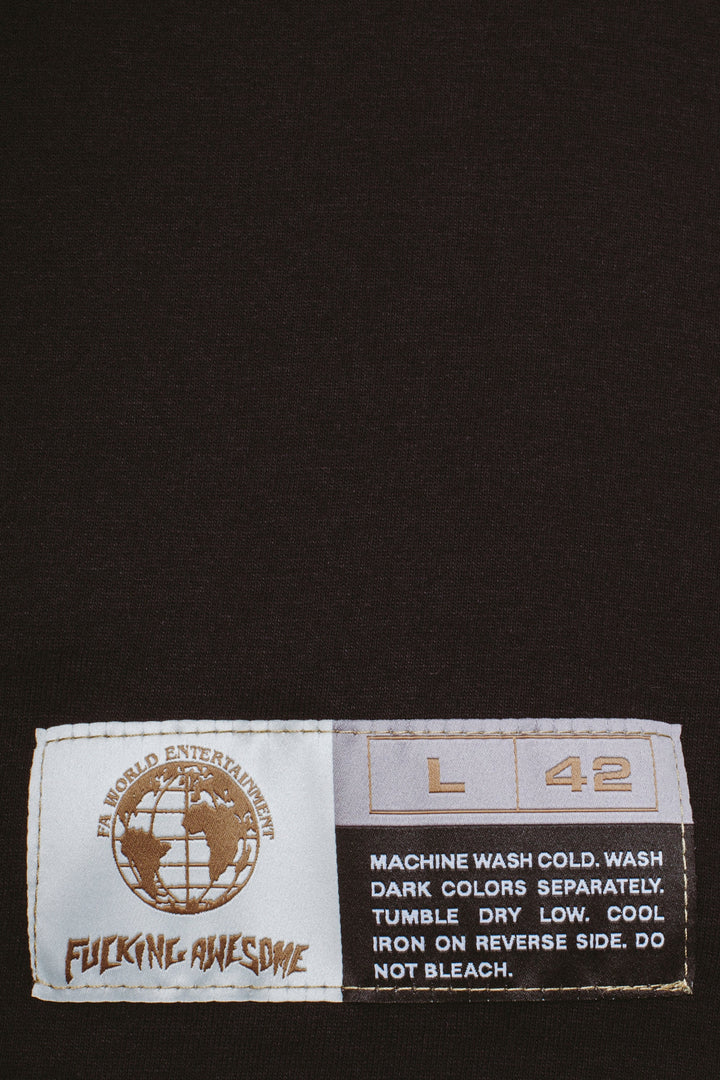 FA WORLD ENTERTAINMENT
FUCKING AWESOME
L 42
MACHINE WASH COLD. WASH
DARK COLORS SEPARATELY.
TUMBLE DRY LOW. COOL
IRON ON REVERSE SIDE. DO
NOT BLEACH.